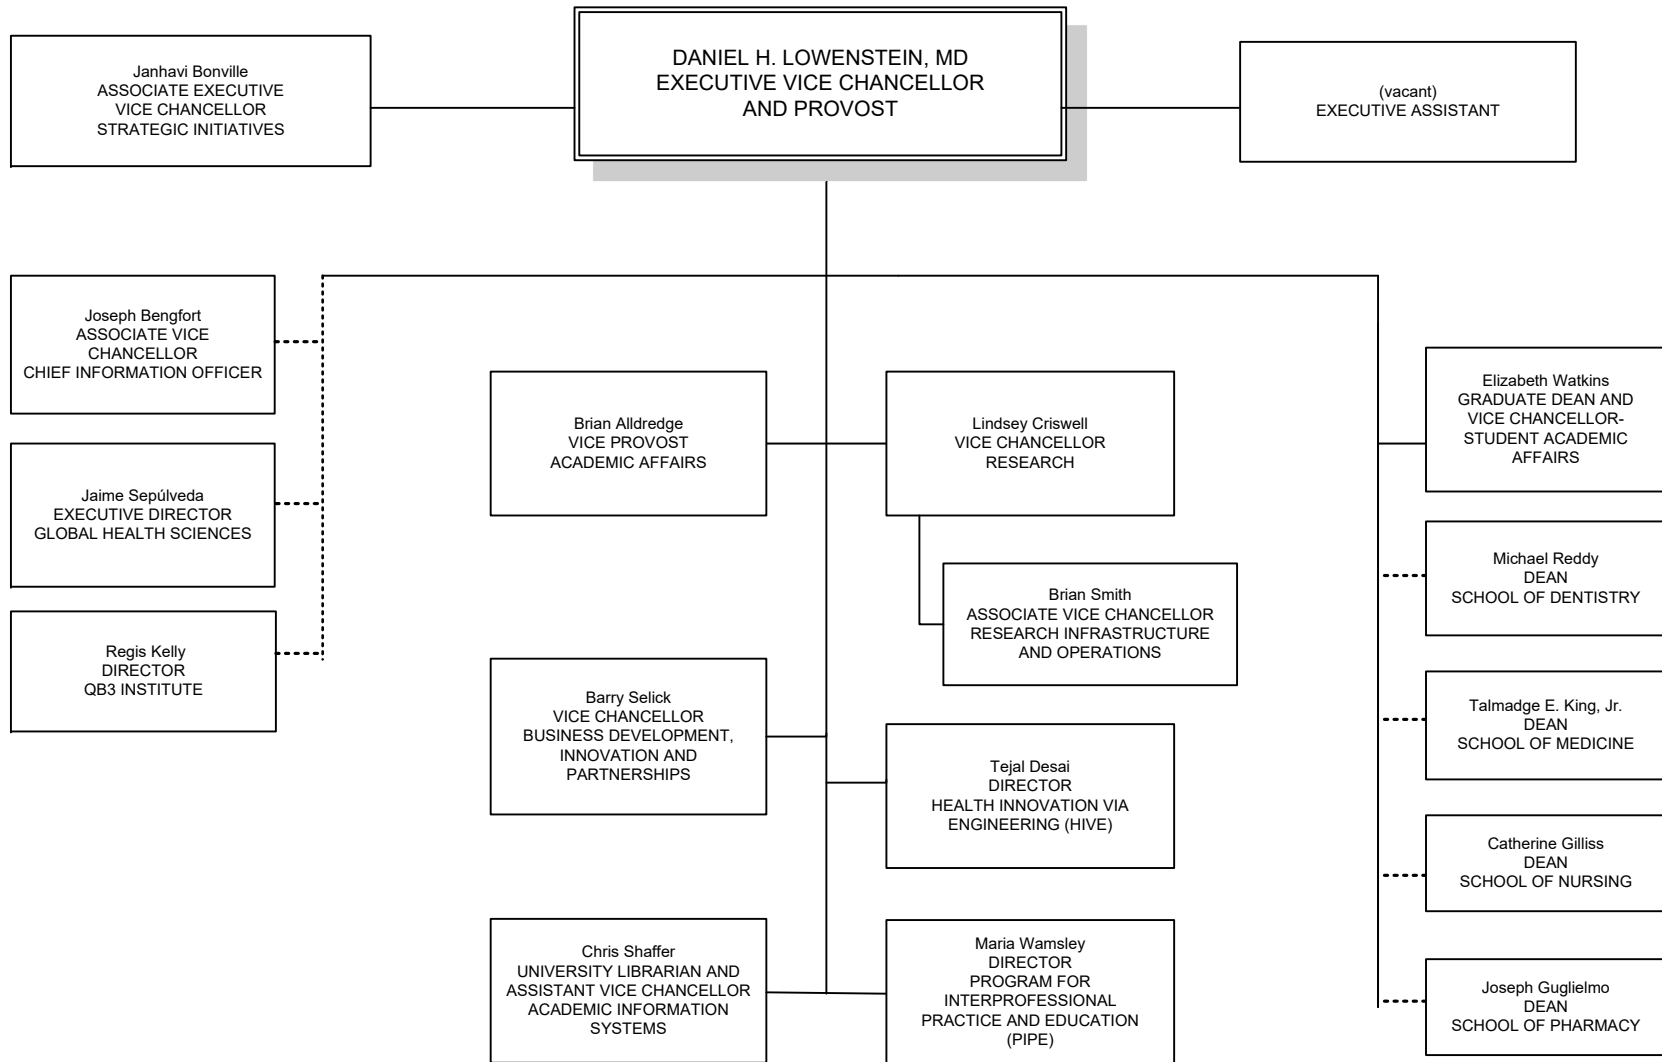 Janhavi Bonville
ASSOCIATE EXECUTIVE
VICE CHANCELLOR
STRATEGIC INITIATIVES
DANIEL H. LOWENSTEIN, MD
EXECUTIVE VICE CHANCELLOR
AND PROVOST
(vacant)
EXECUTIVE ASSISTANT
Joseph Bengfort
ASSOCIATE VICE
CHANCELLOR
CHIEF INFORMATION OFFICER
Jaime Sepúlveda
EXECUTIVE DIRECTOR
GLOBAL HEALTH SCIENCES
Regis Kelly
DIRECTOR
QB3 INSTITUTE
Brian Alldredge
VICE PROVOST
ACADEMIC AFFAIRS
Lindsey Criswell
VICE CHANCELLOR
RESEARCH
Brian Smith
ASSOCIATE VICE CHANCELLOR
RESEARCH INFRASTRUCTURE
AND OPERATIONS
Barry Selick
VICE CHANCELLOR
BUSINESS DEVELOPMENT,
INNOVATION AND
PARTNERSHIPS
Tejal Desai
DIRECTOR
HEALTH INNOVATION VIA
ENGINEERING (HIVE)
Chris Shaffer
UNIVERSITY LIBRARIAN AND
ASSISTANT VICE CHANCELLOR
ACADEMIC INFORMATION
SYSTEMS
Maria Wamsley
DIRECTOR
PROGRAM FOR
INTERPROFESSIONAL
PRACTICE AND EDUCATION
(PIPE)
Elizabeth Watkins
GRADUATE DEAN AND
VICE CHANCELLOR-
STUDENT ACADEMIC
AFFAIRS
Michael Reddy
DEAN
SCHOOL OF DENTISTRY
Talmadge E. King, Jr.
DEAN
SCHOOL OF MEDICINE
Catherine Gilliss
DEAN
SCHOOL OF NURSING
Joseph Guglielmo
DEAN
SCHOOL OF PHARMACY